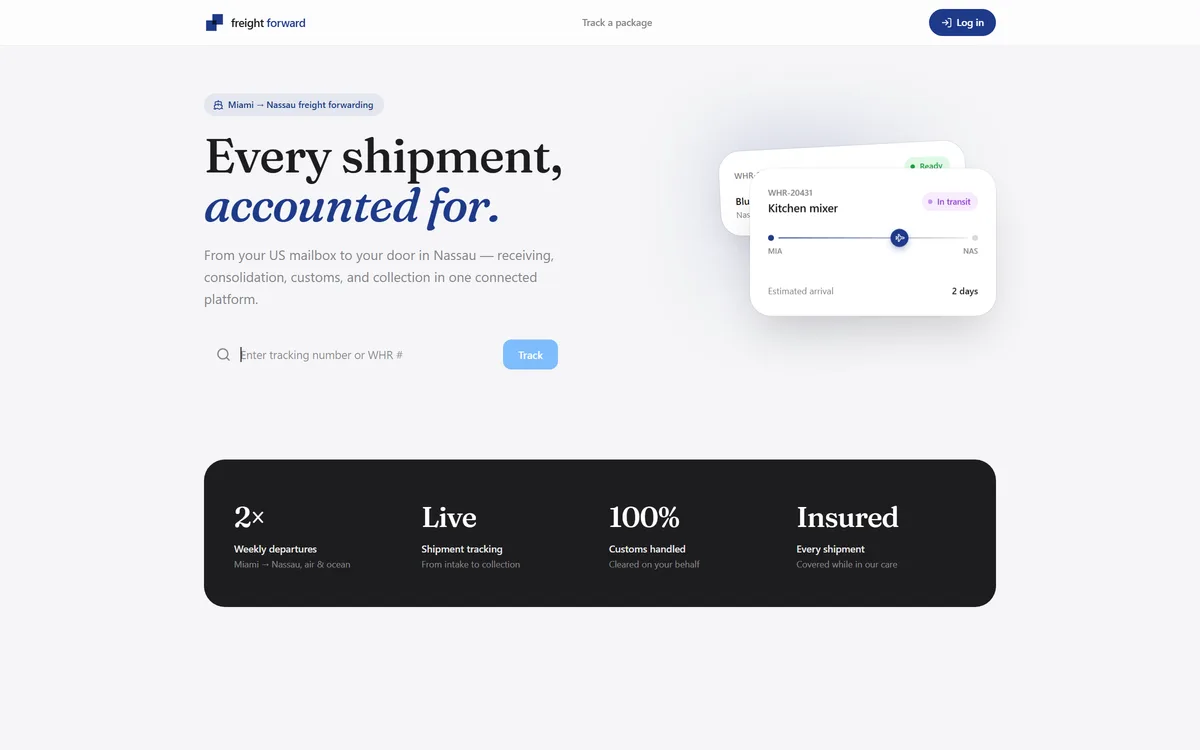 freight forward
Track a package
Log in
Miami → Nassau freight forwarding
Every shipment,
accounted for.
From your US mailbox to your door in Nassau — receiving,
consolidation, customs, and collection in one connected
platform.
Enter tracking number or WHR #
Track
Ready
WHR-
Blu
Nas
WHR-20431
Kitchen mixer
In transit
MIA
NAS
Estimated arrival
2 days
2×
Weekly departures
Miami → Nassau, air & ocean
Live
Shipment tracking
From intake to collection
100%
Customs handled
Cleared on your behalf
Insured
Every shipment
Covered while in our care